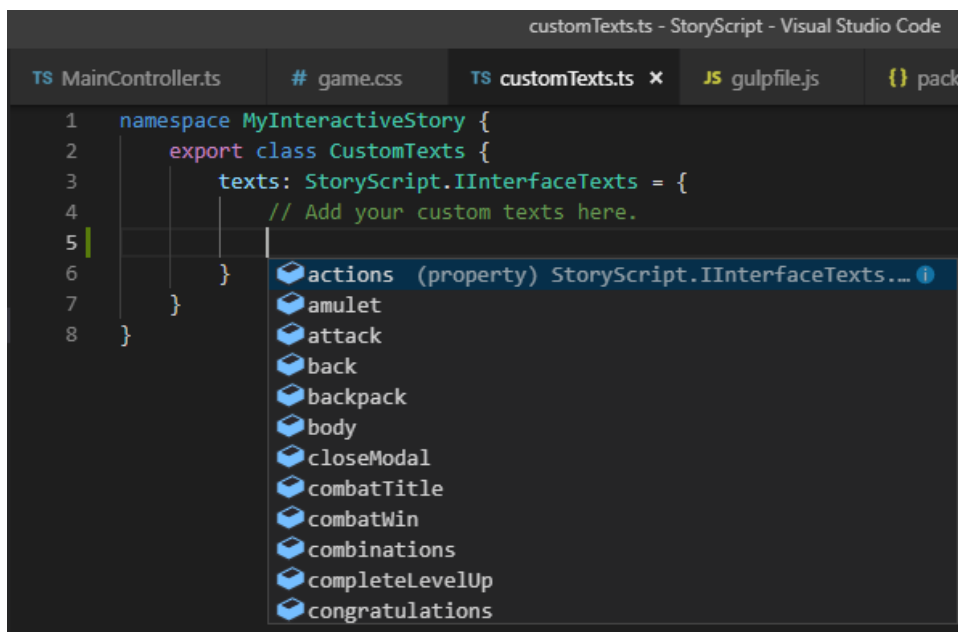 customTexts.ts - StoryScript - Visual Studio Code
TS MainController.ts # game.css TS customTexts.ts × JS gulpfile.js {} pack
1 namespace MyInteractiveStory {
2 export class CustomTexts {
3 texts: StoryScript.IInterfaceTexts = {
4 // Add your custom texts here.
5
6 }
7 }
8 }
actions (property) StoryScript.IInterfaceTexts.…
amulet
attack
back
backpack
body
closeModal
combatTitle
combatWin
combinations
completeLevelUp
congratulations